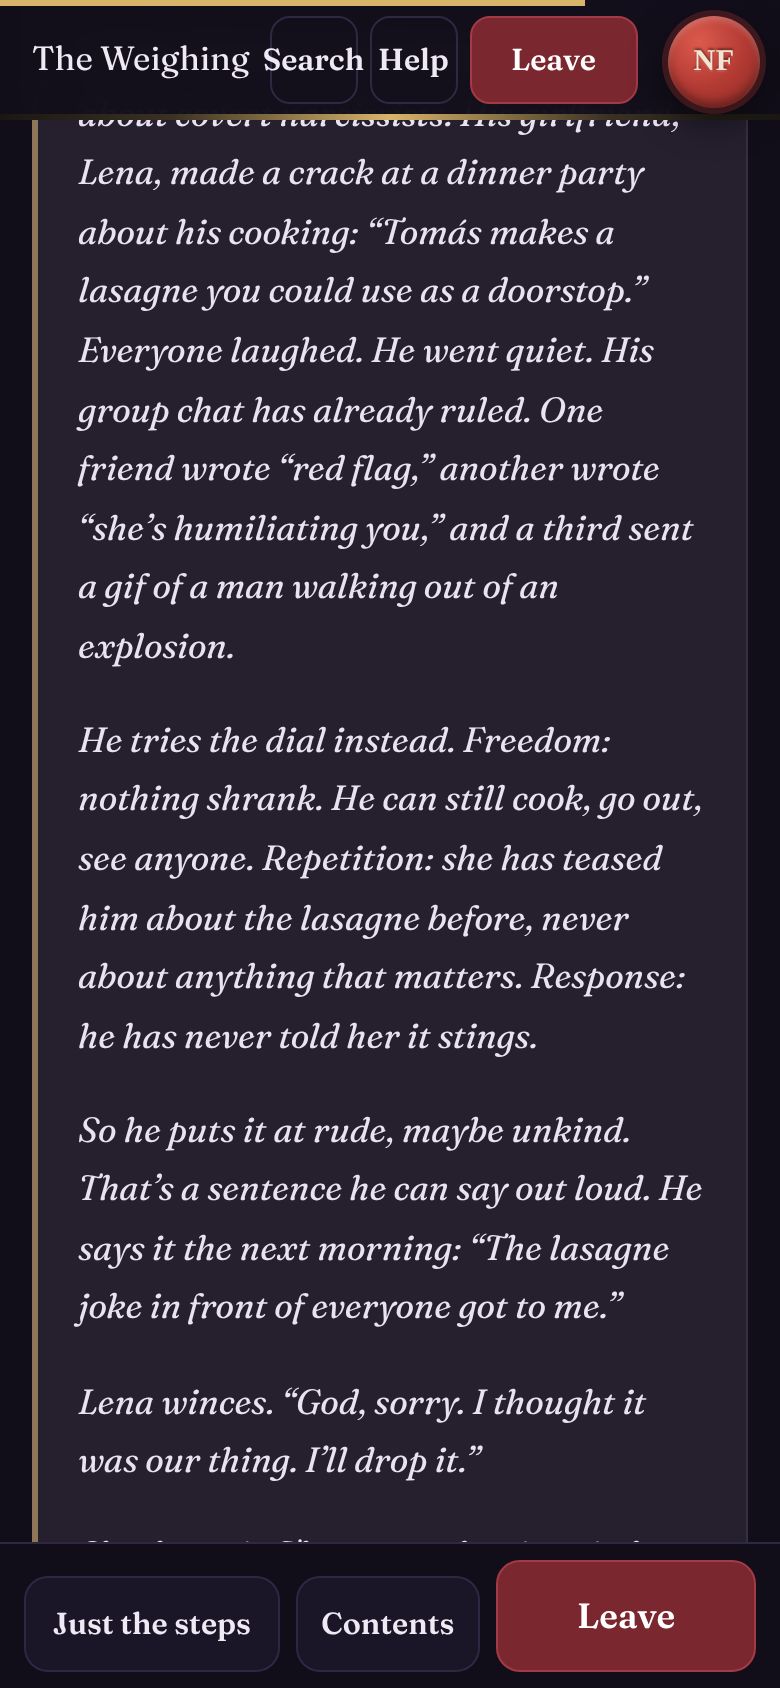 The Weighing Search Help Leave NF
about covert narcissists. His girlfriend,
Lena, made a crack at a dinner party
about his cooking: “Tomás makes a
lasagne you could use as a doorstop.”
Everyone laughed. He went quiet. His
group chat has already ruled. One
friend wrote “red flag,” another wrote
“she’s humiliating you,” and a third sent
a gif of a man walking out of an
explosion.
He tries the dial instead. Freedom:
nothing shrank. He can still cook, go out,
see anyone. Repetition: she has teased
him about the lasagne before, never
about anything that matters. Response:
he has never told her it stings.
So he puts it at rude, maybe unkind.
That’s a sentence he can say out loud. He
says it the next morning: “The lasagne
joke in front of everyone got to me.”
Lena winces. “God, sorry. I thought it
was our thing. I’ll drop it.”
Just the steps Contents Leave